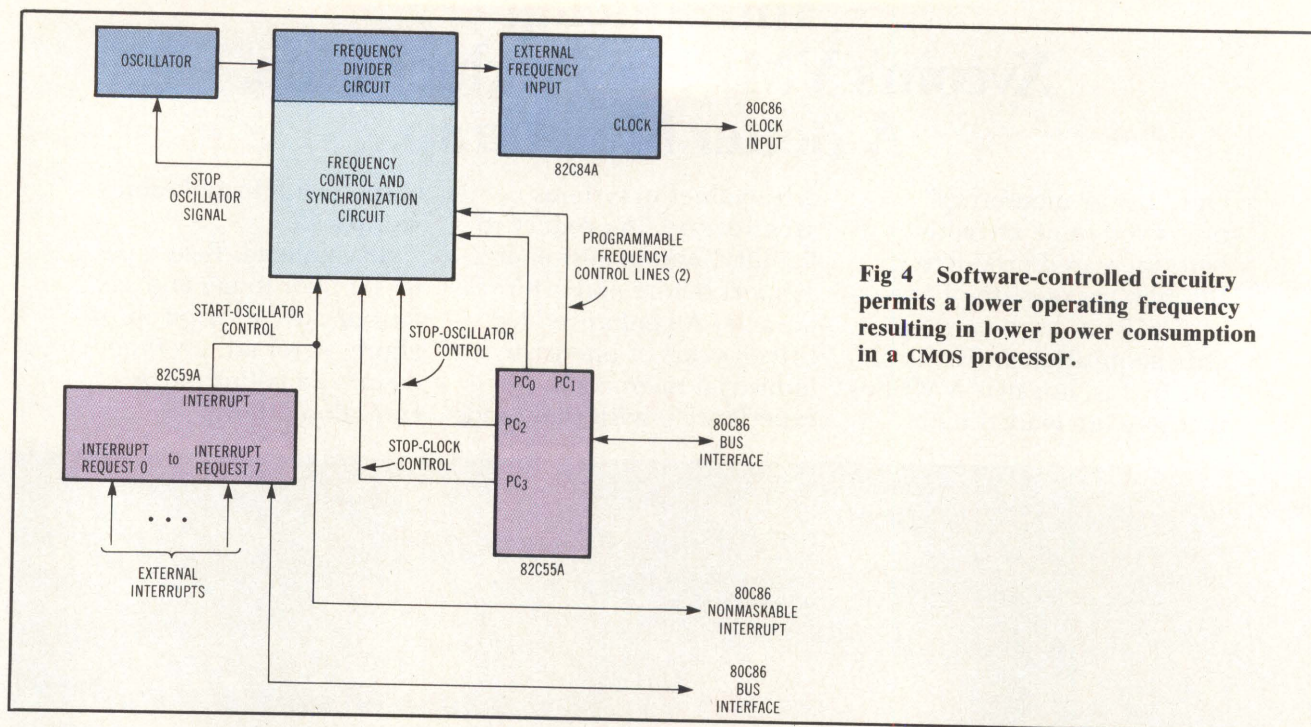 OSCILLATOR
FREQUENCY
DIVIDER
CIRCUIT
EXTERNAL
FREQUENCY
INPUT
CLOCK
80C86
CLOCK
INPUT
82C84A
STOP
OSCILLATOR
SIGNAL
FREQUENCY
CONTROL AND
SYNCHRONIZATION
CIRCUIT
PROGRAMMABLE
FREQUENCY
CONTROL LINES (2)
START-OSCILLATOR
CONTROL
STOP-OSCILLATOR
CONTROL
82C59A
INTERRUPT
INTERRUPT
REQUEST 0
to
INTERRUPT
REQUEST 7
STOP-CLOCK
CONTROL
PC0 PC1
PC2
PC3
80C86
BUS
INTERFACE
82C55A
• • •
EXTERNAL
INTERRUPTS
80C86
NONMASKABLE
INTERRUPT
80C86
BUS
INTERFACE
Fig 4 Software-controlled circuitry
permits a lower operating frequency
resulting in lower power consumption
in a CMOS processor.